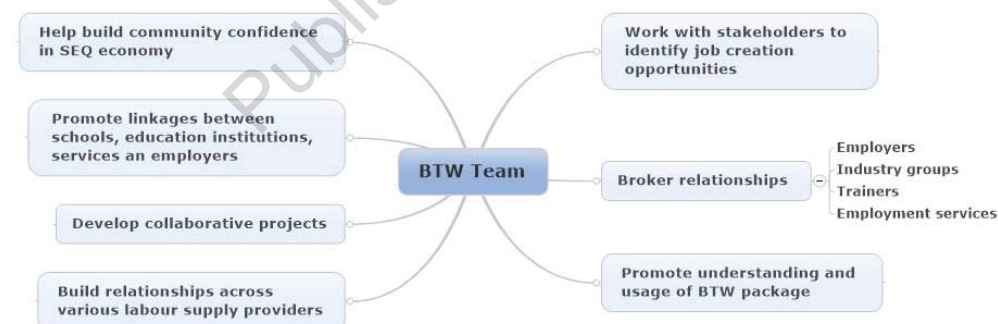 Help build community confidence
in SEQ economy
Promote linkages between
schools, education institutions,
services an employers
Develop collaborative projects
Build relationships across
various labour supply providers
BTW Team
Work with stakeholders to
identify job creation
opportunities
Broker relationships
Employers
Industry groups
Trainers
Employment services
Promote understanding and
usage of BTW package